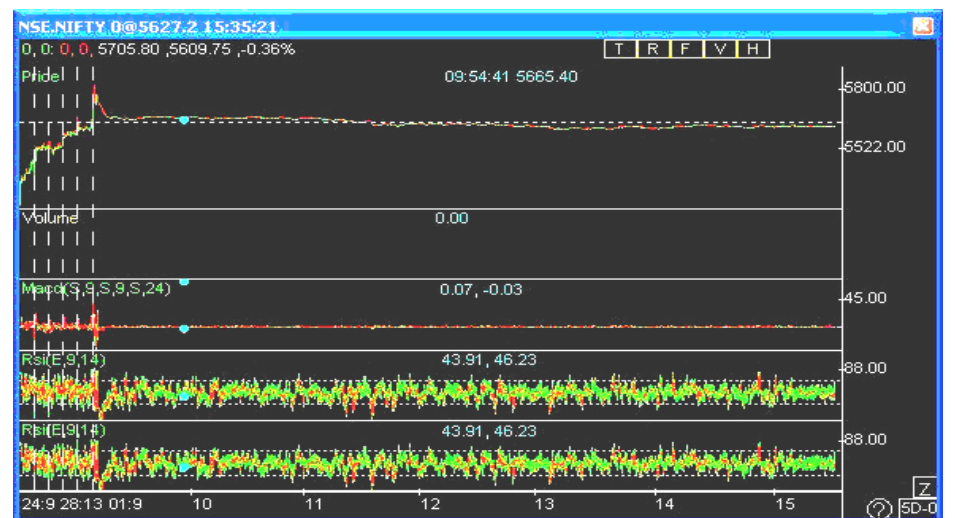 NSE.NIFTY 0@5627.2 15:35:21
0, 0: 0, 0, 5705.80 ,5609.75 ,-0.36%
T R F V H
Price 09:54:41 5665.40
5800.00
5522.00
Volume 0.00
Macd(S,9,S,9,S,24) 0.07, -0.03
45.00
Rsi(E,9,14) 43.91, 46.23
88.00
Rsi(E,9,14) 43.91, 46.23
88.00
Z
24:9 28:13 01:9 10 11 12 13 14 15 ? 5D-0